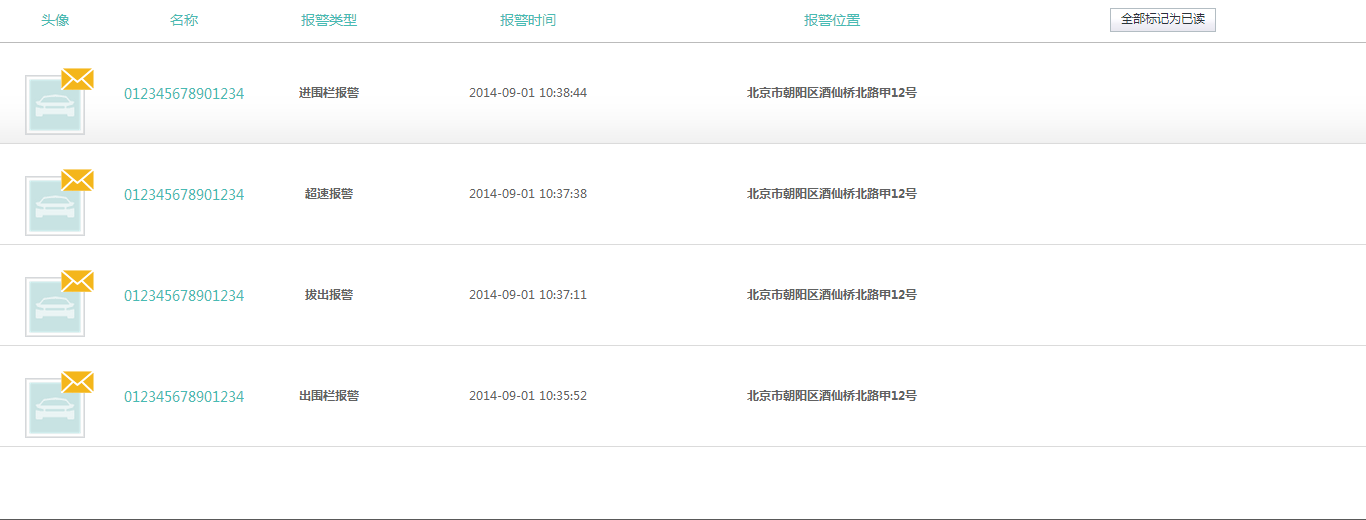 头像 名称 报警类型 报警时间 报警位置 全部标记为已读
012345678901234 进围栏报警 2014-09-01 10:38:44 北京市朝阳区酒仙桥北路甲12号
012345678901234 超速报警 2014-09-01 10:37:38 北京市朝阳区酒仙桥北路甲12号
012345678901234 拔出报警 2014-09-01 10:37:11 北京市朝阳区酒仙桥北路甲12号
012345678901234 出围栏报警 2014-09-01 10:35:52 北京市朝阳区酒仙桥北路甲12号